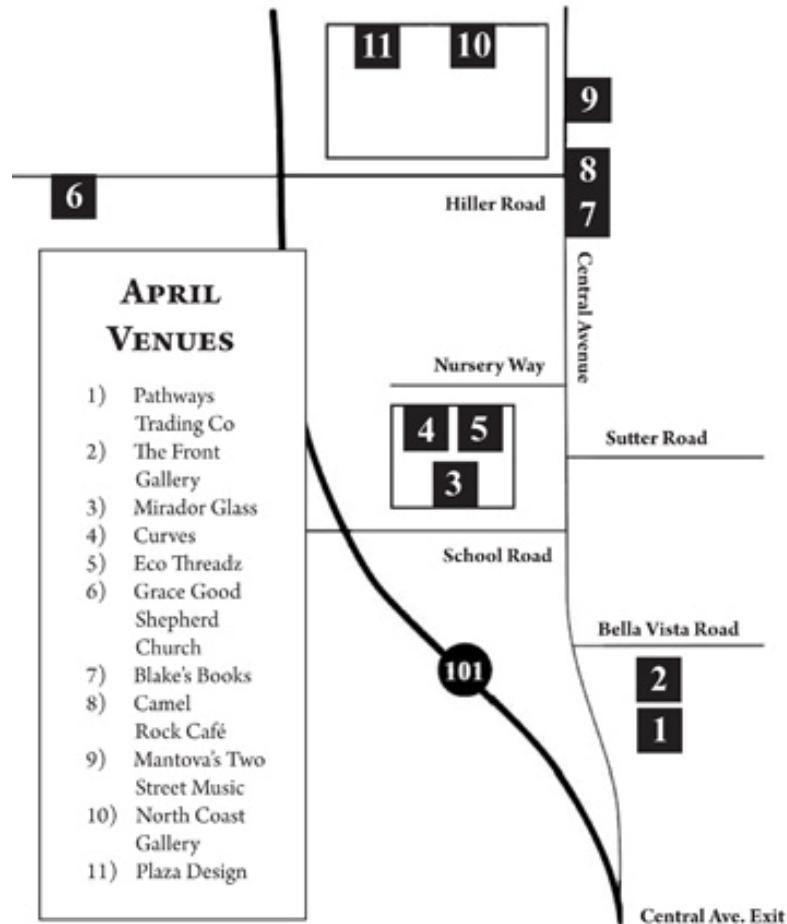 11 10
9
8
6
Hiller Road 7
Central Avenue
APRIL
VENUES
1) Pathways
Trading Co
2) The Front
Gallery
3) Mirador Glass
4) Curves
5) Eco Threadz
6) Grace Good
Shepherd
Church
7) Blake's Books
8) Camel
Rock Café
9) Mantova's Two
Street Music
10) North Coast
Gallery
11) Plaza Design
Nursery Way
4 5
Sutter Road
3
School Road
Bella Vista Road
101
2
1
Central Ave. Exit